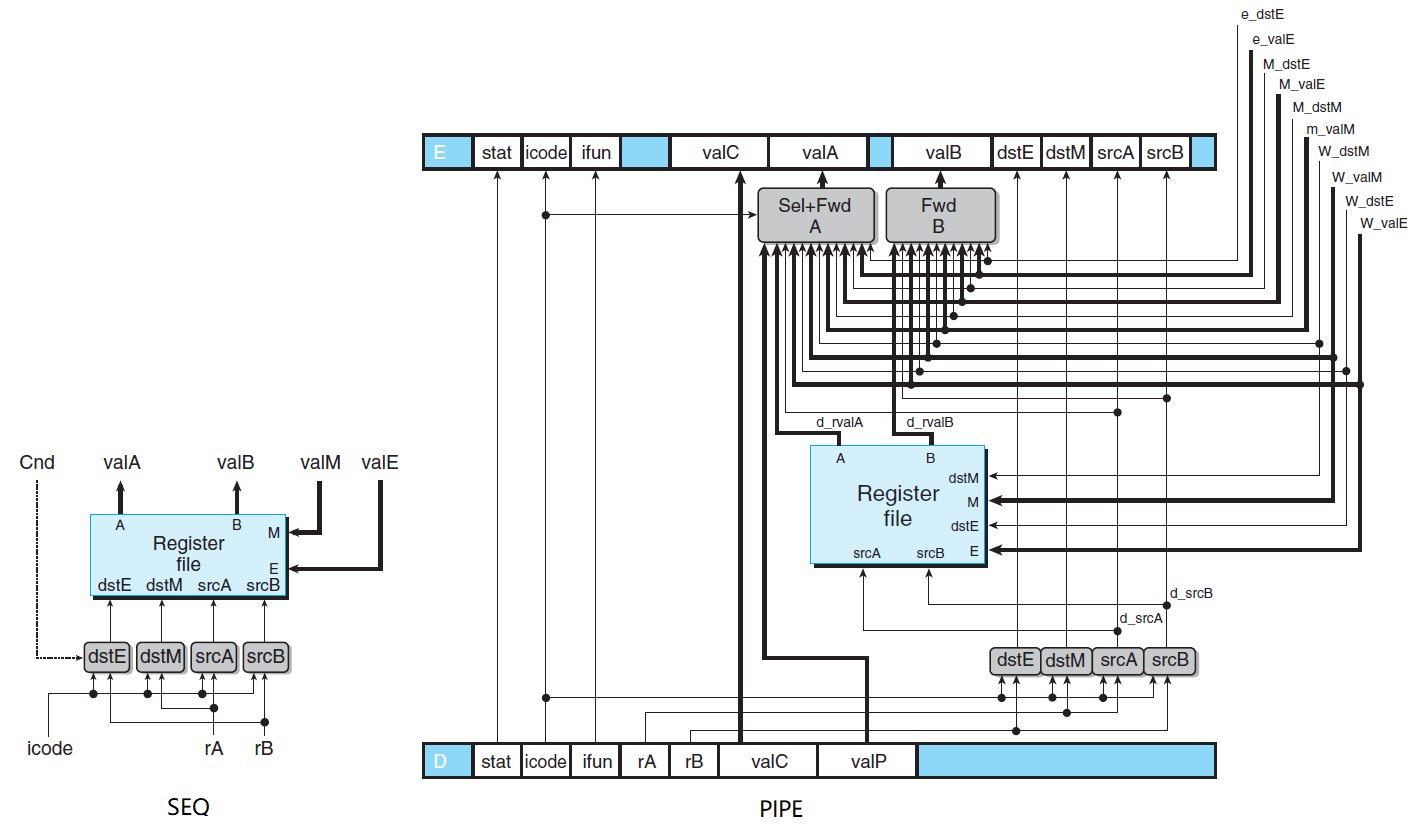 e_dstE
e_valE
M_dstE
M_valE
M_dstM
m_valM
W_dstM
W_valM
W_dstE
W_valE
E stat icode ifun valC valA valB dstE dstM srcA srcB
Sel+Fwd
A
Fwd
B
d_rvalA d_rvalB
A B
dstM
Register
file
M
dstE
srcA srcB E
d_srcB
d_srcA
dstE dstM srcA srcB
D stat icode ifun rA rB valC valP
PIPE
Cnd valA valB valM valE
A B
M
Register
file
E
dstE dstM srcA srcB
dstE dstM srcA srcB
icode rA rB
SEQ